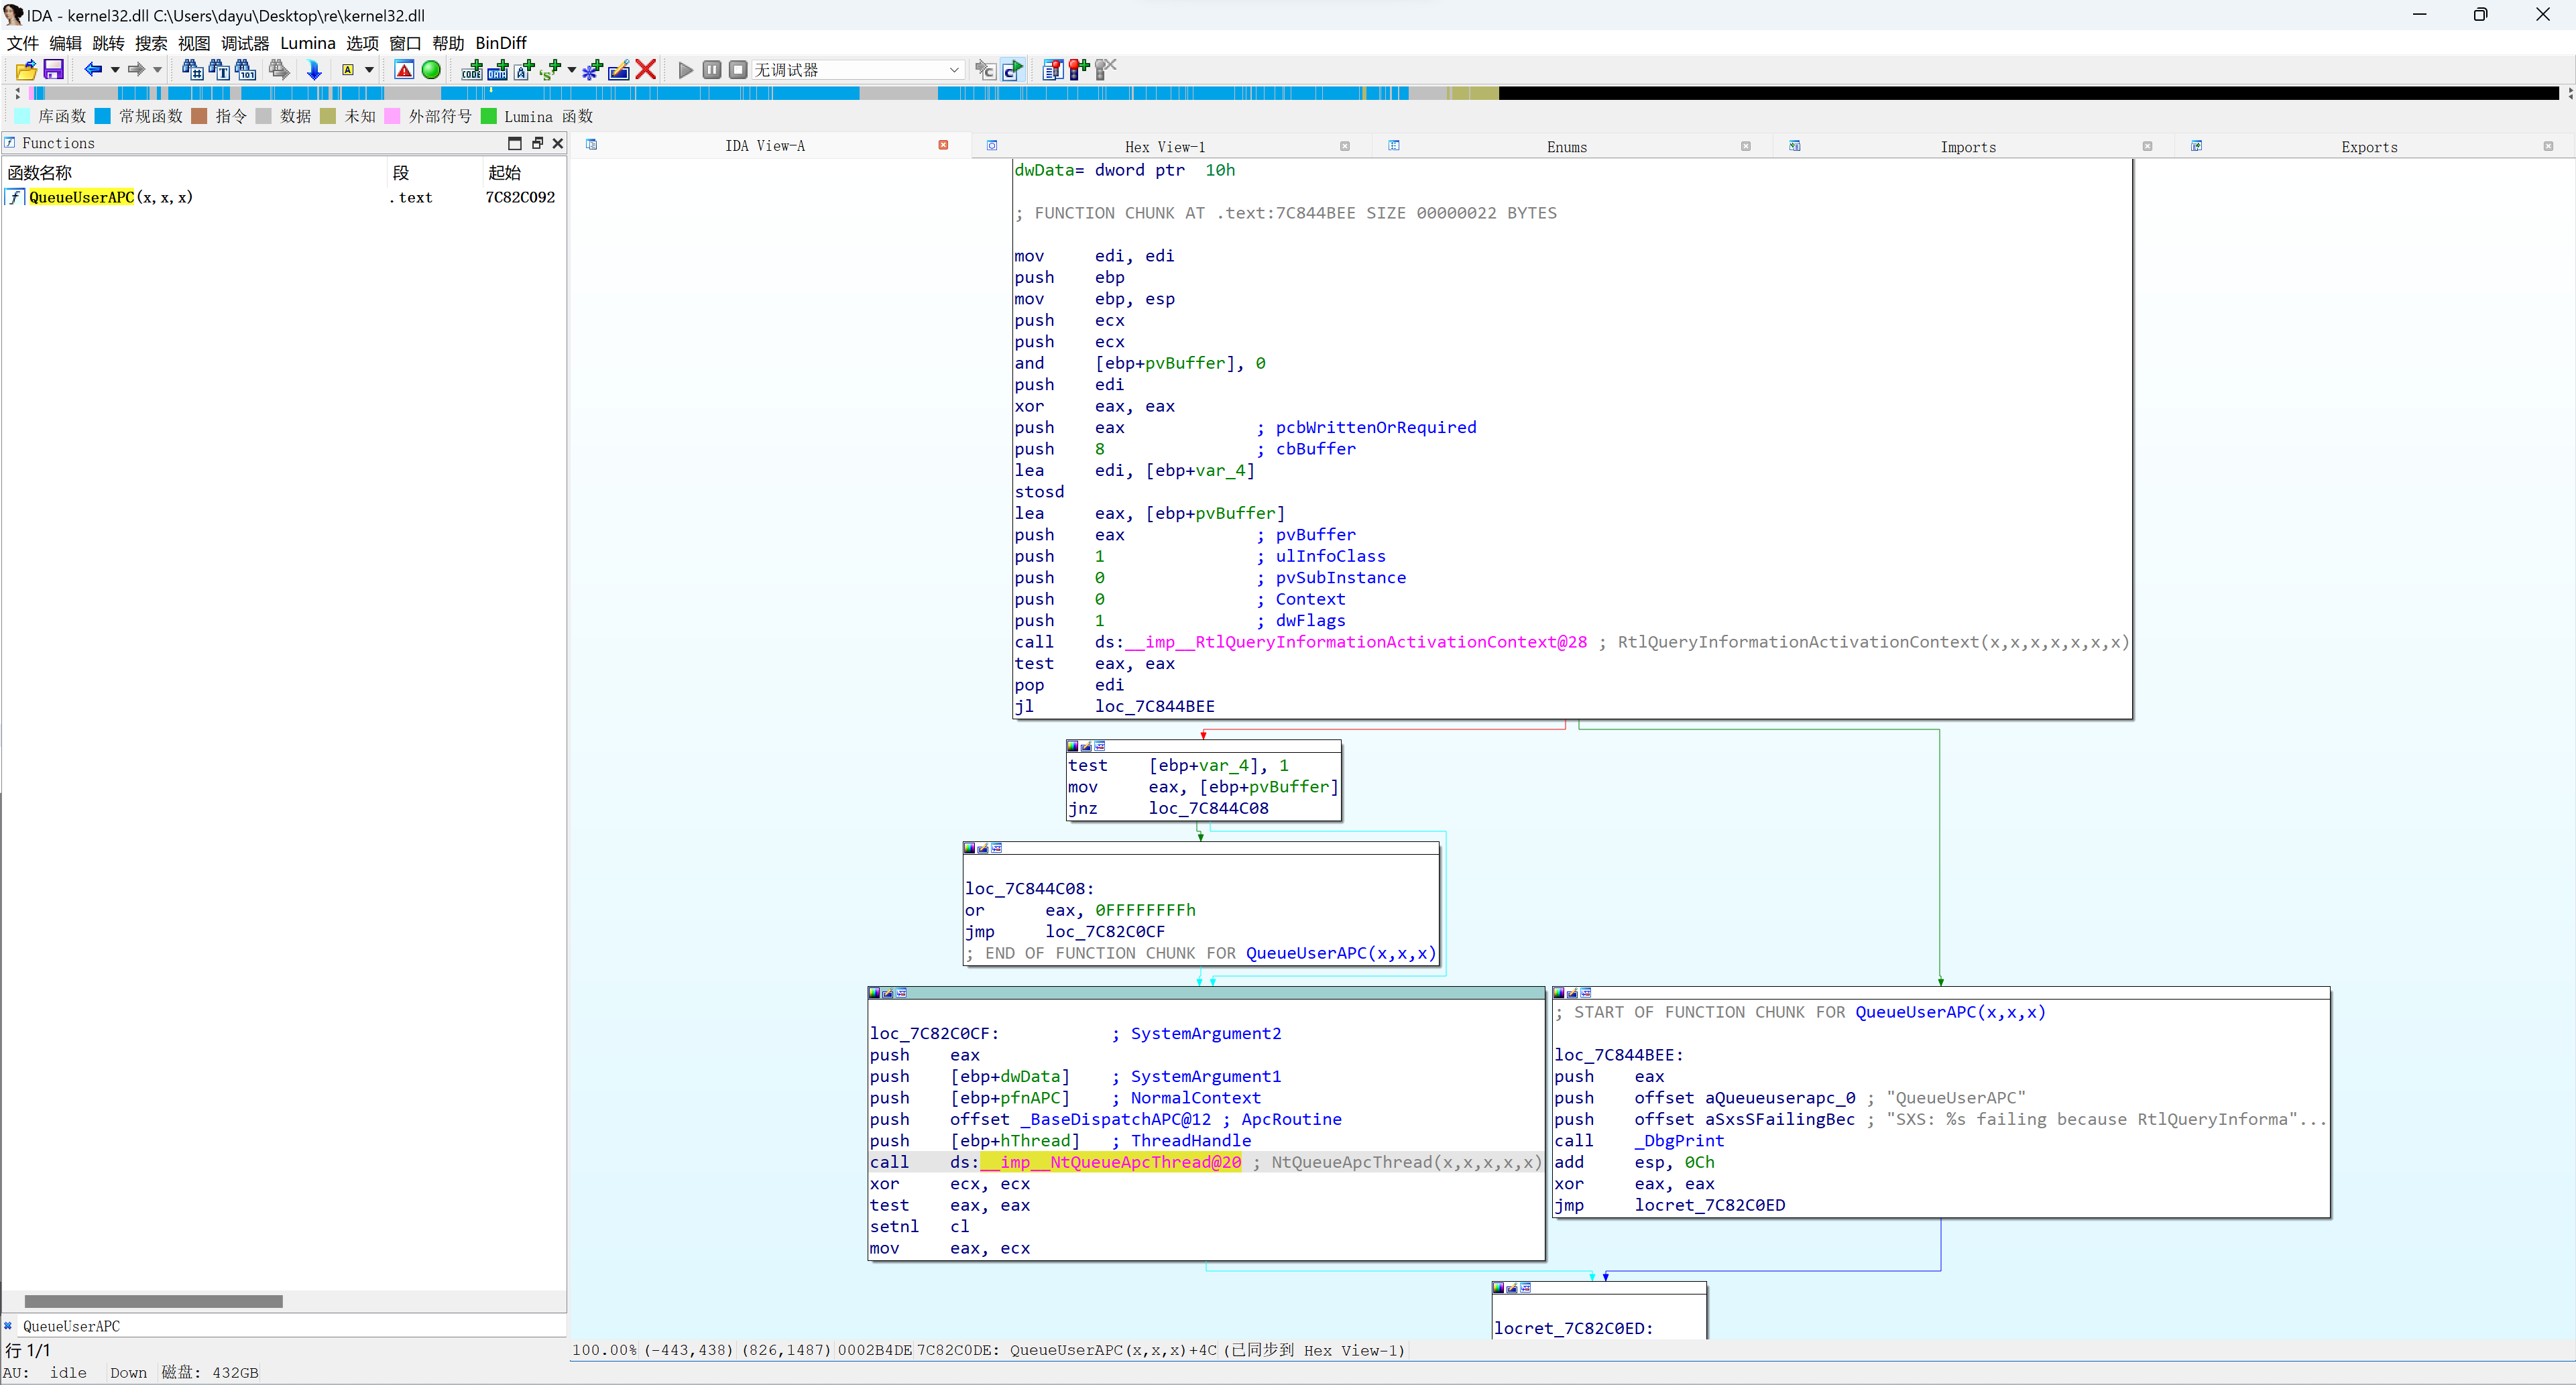 IDA - kernel32.dll C:\Users\dayu\Desktop\re\kernel32.dll
文件 编辑 跳转 搜索 视图 调试器 Lumina 选项 窗口 帮助 BinDiff
无调试器
库函数 常规函数 指令 数据 未知 外部符号 Lumina 函数
Functions
函数名称 段 起始
QueueUserAPC(x,x,x) .text 7C82C092
IDA View-A Hex View-1 Enums Imports Exports
dwData= dword ptr 10h
; FUNCTION CHUNK AT .text:7C844BEE SIZE 00000022 BYTES
mov edi, edi
push ebp
mov ebp, esp
push ecx
push ecx
and [ebp+pvBuffer], 0
push edi
xor eax, eax
push eax ; pcbWrittenOrRequired
push 8 ; cbBuffer
lea edi, [ebp+var_4]
stosd
lea eax, [ebp+pvBuffer]
push eax ; pvBuffer
push 1 ; ulInfoClass
push 0 ; pvSubInstance
push 0 ; Context
push 1 ; dwFlags
call ds:__imp__RtlQueryInformationActivationContext@28 ; RtlQueryInformationActivationContext(x,x,x,x,x,x,x)
test eax, eax
pop edi
jl loc_7C844BEE
test [ebp+var_4], 1
mov eax, [ebp+pvBuffer]
jnz loc_7C844C08
loc_7C844C08:
or eax, 0FFFFFFFFh
jmp loc_7C82C0CF
; END OF FUNCTION CHUNK FOR QueueUserAPC(x,x,x)
loc_7C82C0CF: ; SystemArgument2
push eax
push [ebp+dwData] ; SystemArgument1
push [ebp+pfnAPC] ; NormalContext
push offset _BaseDispatchAPC@12 ; ApcRoutine
push [ebp+hThread] ; ThreadHandle
call ds:__imp__NtQueueApcThread@20 ; NtQueueApcThread(x,x,x,x,x)
xor ecx, ecx
test eax, eax
setnl cl
mov eax, ecx
; START OF FUNCTION CHUNK FOR QueueUserAPC(x,x,x)
loc_7C844BEE:
push eax
push offset aQueueuserapc_0 ; "QueueUserAPC"
push offset aSxsSFailingBec ; "SXS: %s failing because RtlQueryInforma"...
call _DbgPrint
add esp, 0Ch
xor eax, eax
jmp locret_7C82C0ED
locret_7C82C0ED:
QueueUserAPC
行 1/1
100.00% (-443,438) (826,1487) 0002B4DE 7C82C0DE: QueueUserAPC(x,x,x)+4C (已同步到 Hex View-1)
AU: idle Down 磁盘: 432GB